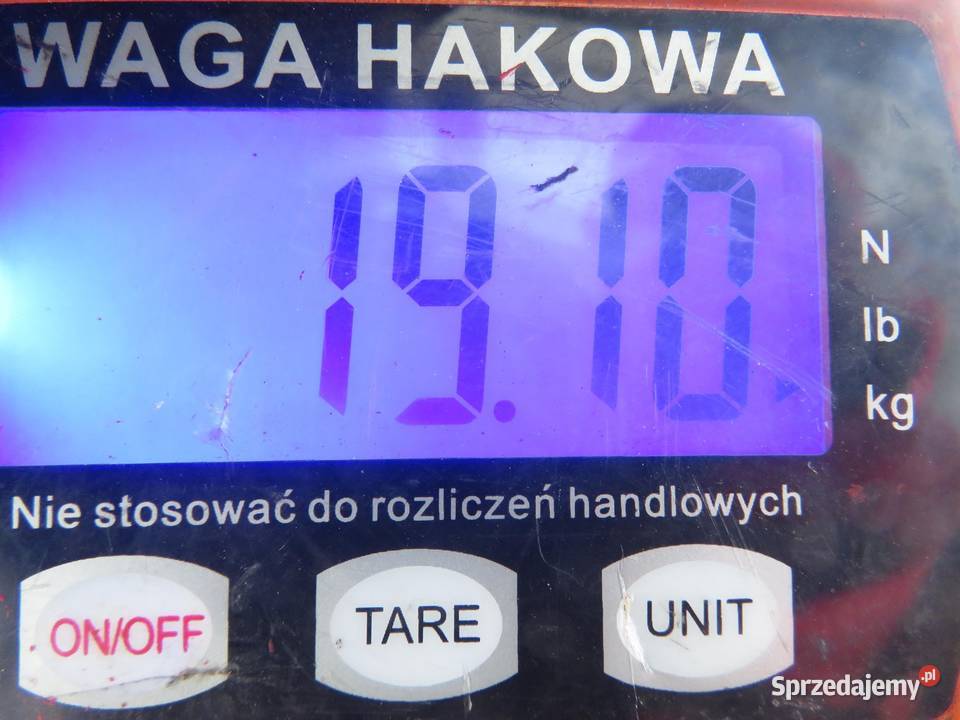 WAGA HAKOWA
19.10
N
lb
kg
Nie stosować do rozliczeń handlowych
ON/OFF
TARE
UNIT
Sprzedajemy.pl